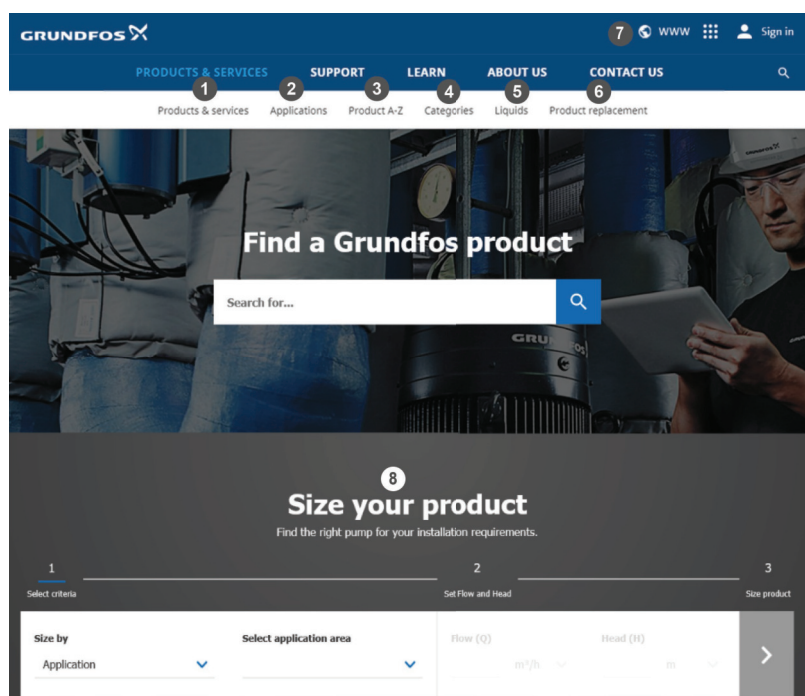 GRUNDFOS
7 WWW Sign in
PRODUCTS & SERVICES SUPPORT LEARN ABOUT US CONTACT US
1 2 3 4 5 6
Products & services Applications Product A-Z Categories Liquids Product replacement
GRUNDFOS
Find a Grundfos product
Search for...
GRU
OS
8
Size your product
Find the right pump for your installation requirements.
1 2 3
Select criteria Set Flow and Head Size product
Size by Select application area Flow (Q) Head (H)
Application m³/h m